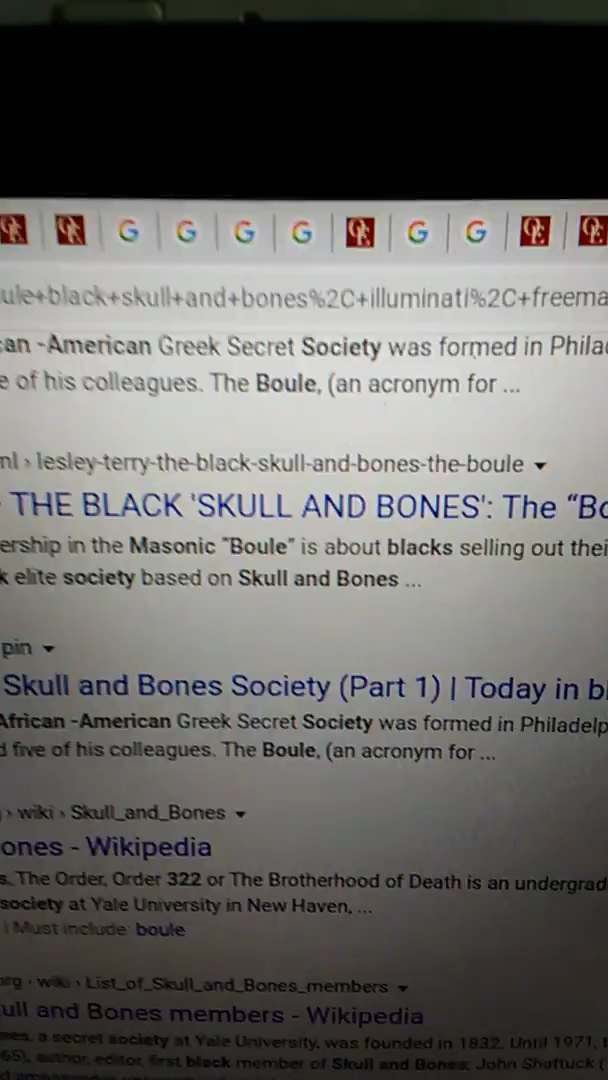 ule+black+skull+and+bones%2C+illuminati%2C+freema
can -American Greek Secret Society was formed in Phila
e of his colleagues. The Boule, (an acronym for ...
nl › lesley-terry-the-black-skull-and-bones-the-boule
THE BLACK 'SKULL AND BONES': The “Bo
ership in the Masonic "Boule" is about blacks selling out thei
k elite society based on Skull and Bones ...
pin
Skull and Bones Society (Part 1) | Today in bl
African -American Greek Secret Society was formed in Philadelp
d five of his colleagues. The Boule, (an acronym for ...
› wiki › Skull_and_Bones
ones - Wikipedia
s, The Order, Order 322 or The Brotherhood of Death is an undergrad
society at Yale University in New Haven, ...
| Must include: boule
org › wiki › List_of_Skull_and_Bones_members
ull and Bones members - Wikipedia
nes, a secret society at Yale University, was founded in 1832. Until 1971,
65), author, editor, first black member of Skull and Bones; John Shattuck (